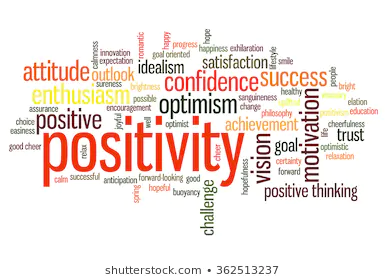 romantic
happy
progress
hope
calmness
innovation
expectation
goal oriented
happiness
exhilaration
lifestyle
smile
attitude
outlook
idealism
satisfaction
people
bright
sureness
brightness
confidence
success
enthusiasm
possible
optimism
sanguineness
healthy
change
assurance
encouragement
philosophy
elation
education
choice
easiness
positive
joyful
well
optimist
achievement
life
cheerfulness
good cheer
positivity
relax
cheer
vision
goal
motivation
trust
optimistic
relaxation
certainty
forward
calm
successful
anticipation
forward-looking
good
hopefulness
spring
hopeful
buoyancy
challenge
home
positive thinking
shutterstock.com • 362513237